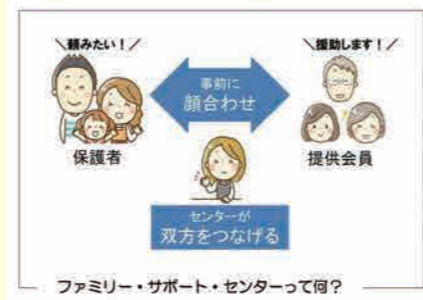 ＼頼みたい！／
＼援助します！／
事前に
顔合わせ
保護者
提供会員
センターが
双方をつなげる
ファミリー・サポート・センターって何？